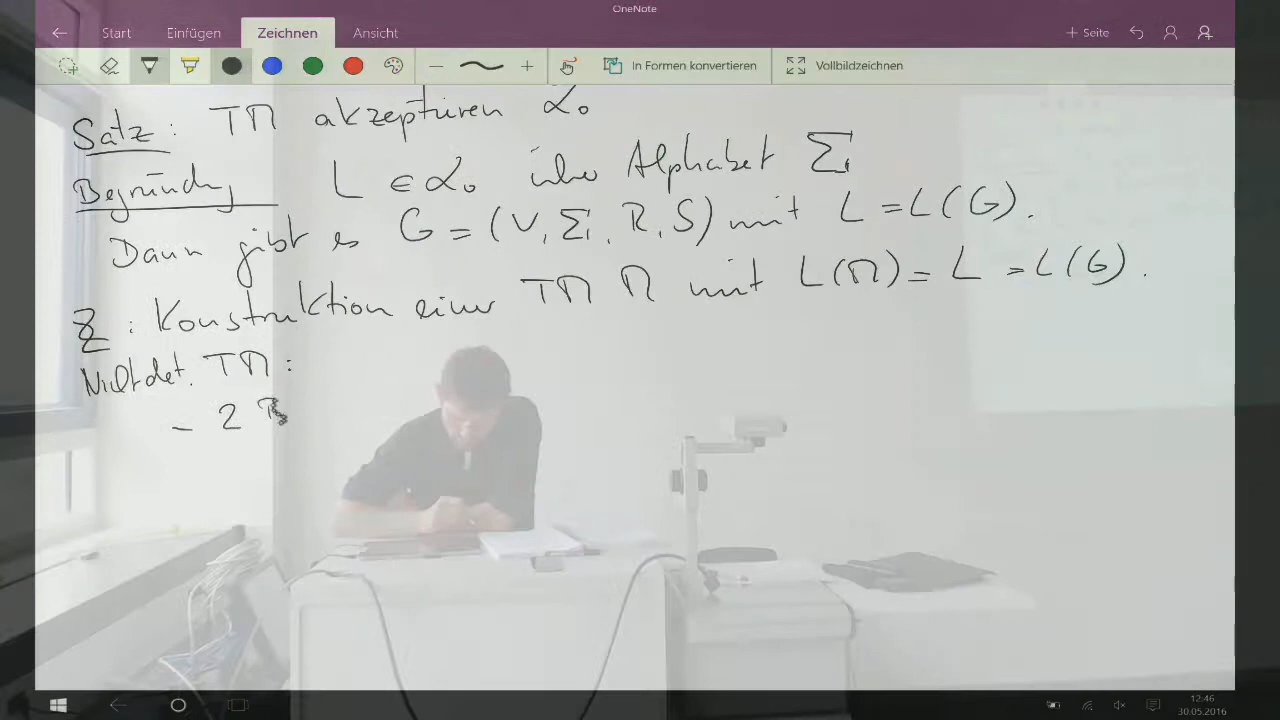 OneNote
Start Einfügen Zeichnen Ansicht + Seite
In Formen konvertieren Vollbildzeichnen
Satz: TM akzeptieren ℒ₀
Begründung L ∈ ℒ₀ über Alphabet Σ
Dann gibt es G = (V, Σ, R, S) mit L = L(G).
Z: Konstruktion einer TM M mit L(M) = L = L(G).
Nichtdet. TM:
- 2
12:46
30.05.2016